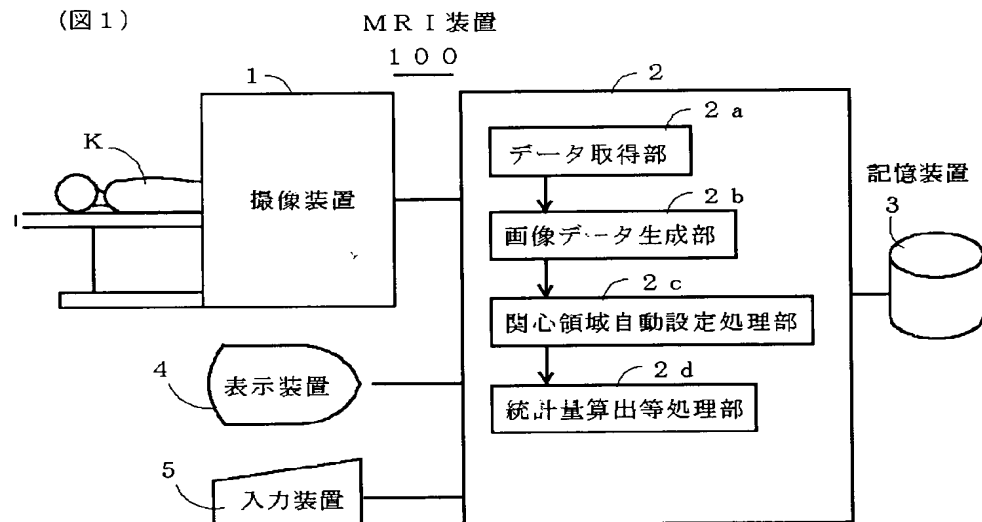 (図1)
MRI装置
100
1
2
2a
K
データ取得部
撮像装置
2b
記憶装置
3
画像データ生成部
2c
関心領域自動設定処理部
4
2d
表示装置
統計量算出等処理部
5
入力装置